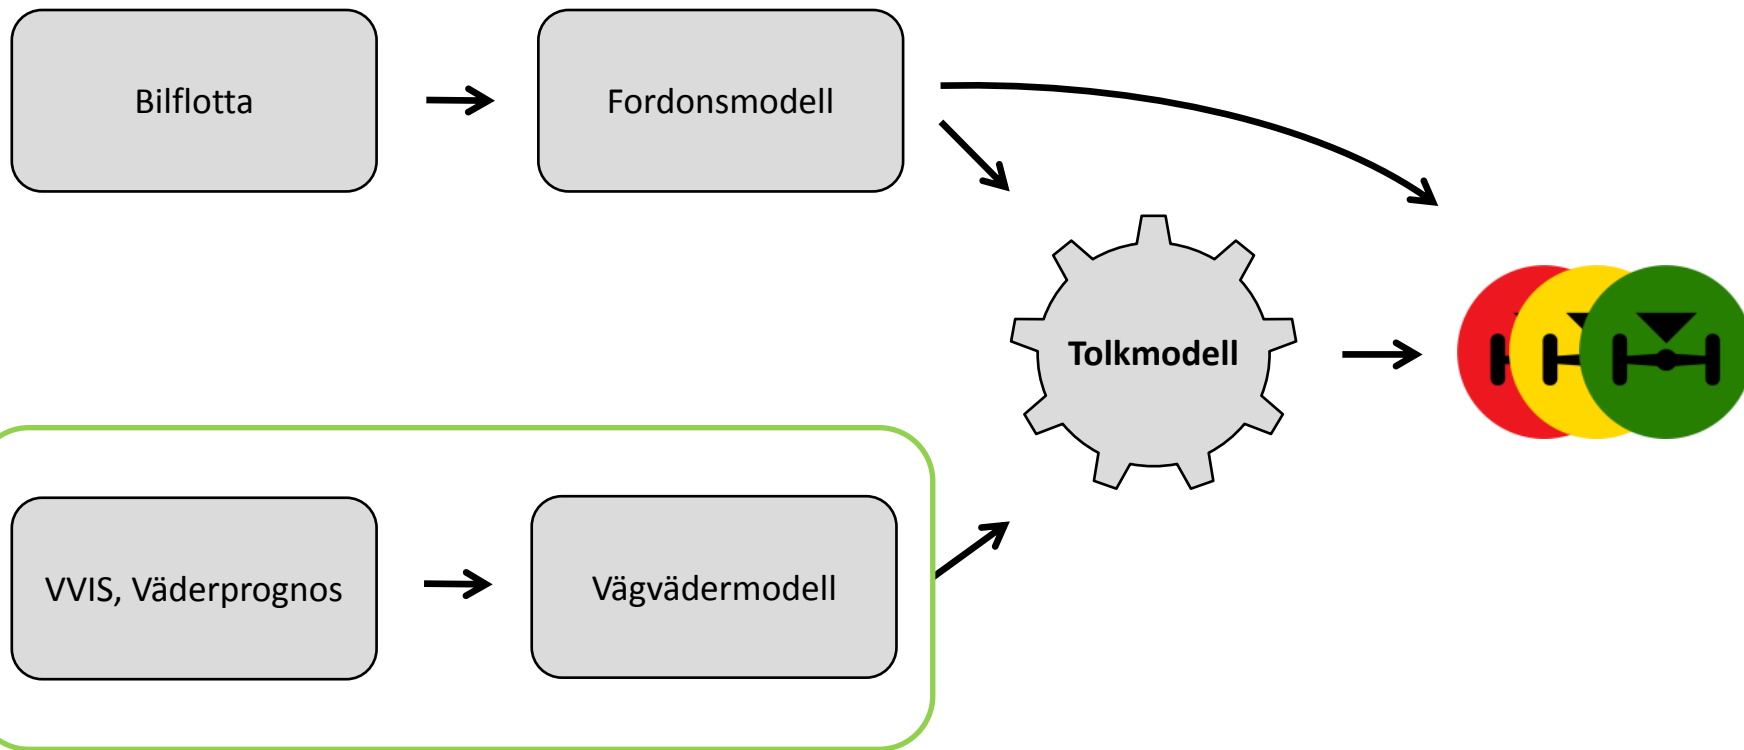 Bilflotta
Fordonsmodell
Tolkmodell
VVIS, Väderprognos
Vägvädermodell